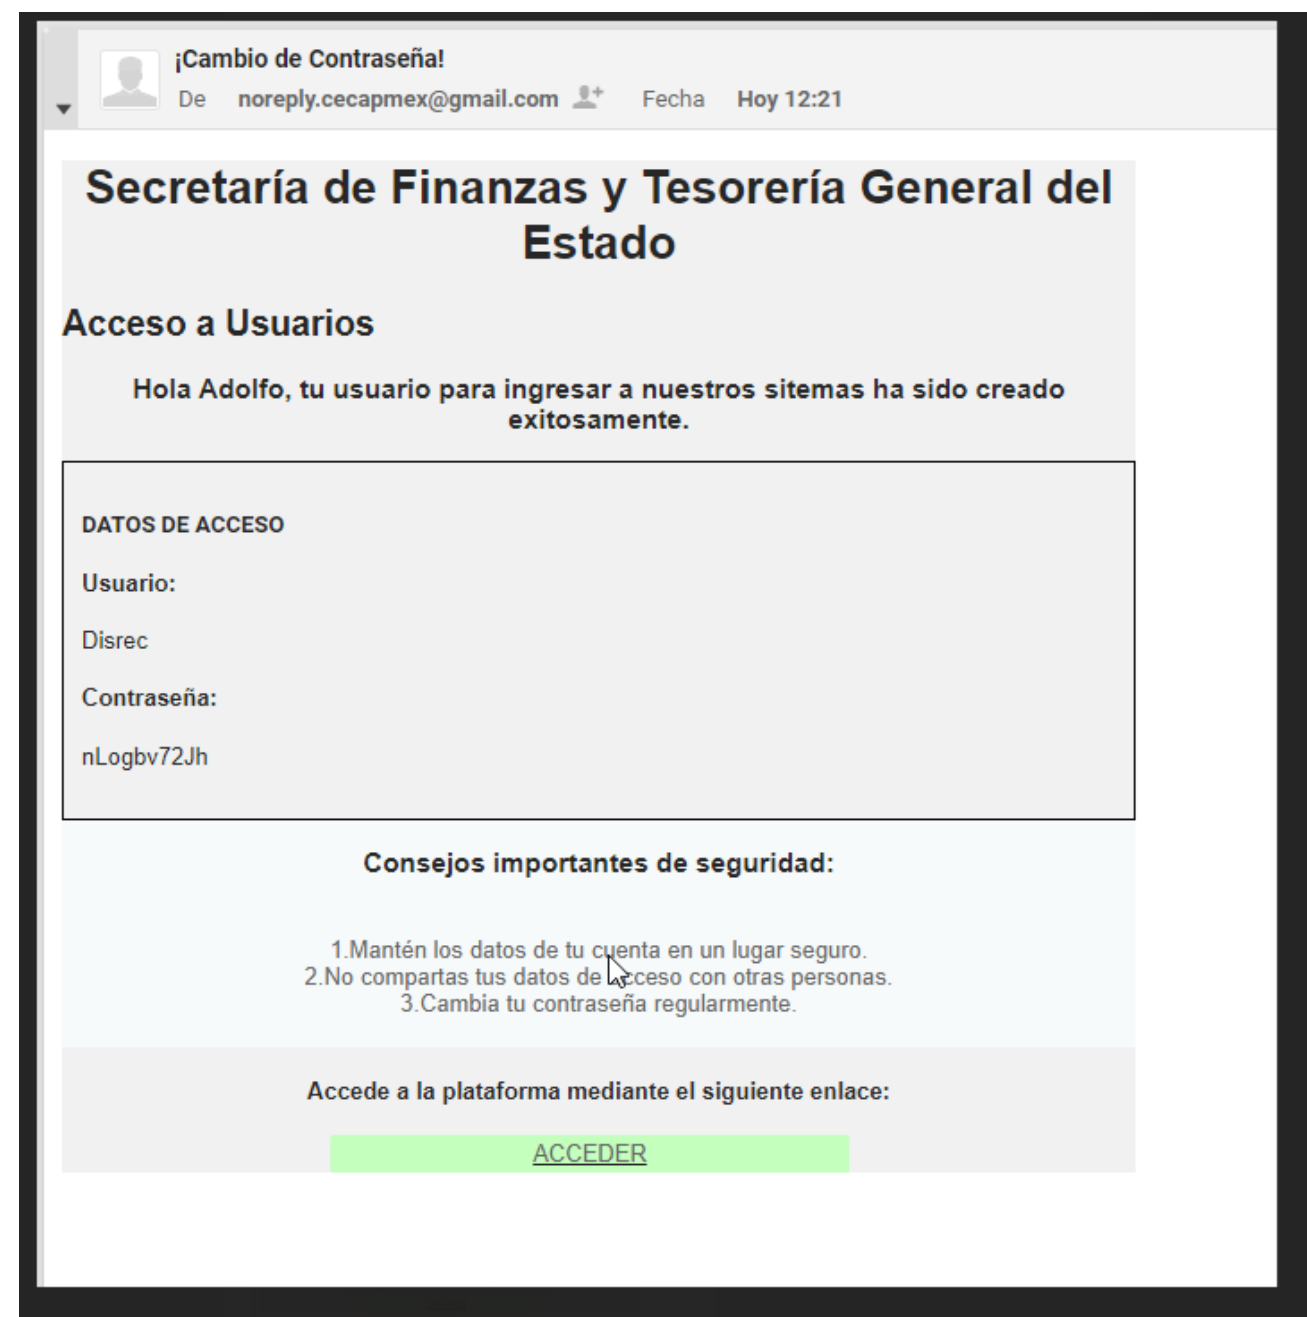 ¡Cambio de Contraseña!
De noreply.cecapmex@gmail.com Fecha Hoy 12:21
Secretaría de Finanzas y Tesorería General del
Estado
Acceso a Usuarios
Hola Adolfo, tu usuario para ingresar a nuestros sitemas ha sido creado
exitosamente.
DATOS DE ACCESO
Usuario:
Disrec
Contraseña:
nLogbv72Jh
Consejos importantes de seguridad:
1.Mantén los datos de tu cuenta en un lugar seguro.
2.No compartas tus datos de acceso con otras personas.
3.Cambia tu contraseña regularmente.
Accede a la plataforma mediante el siguiente enlace:
ACCEDER